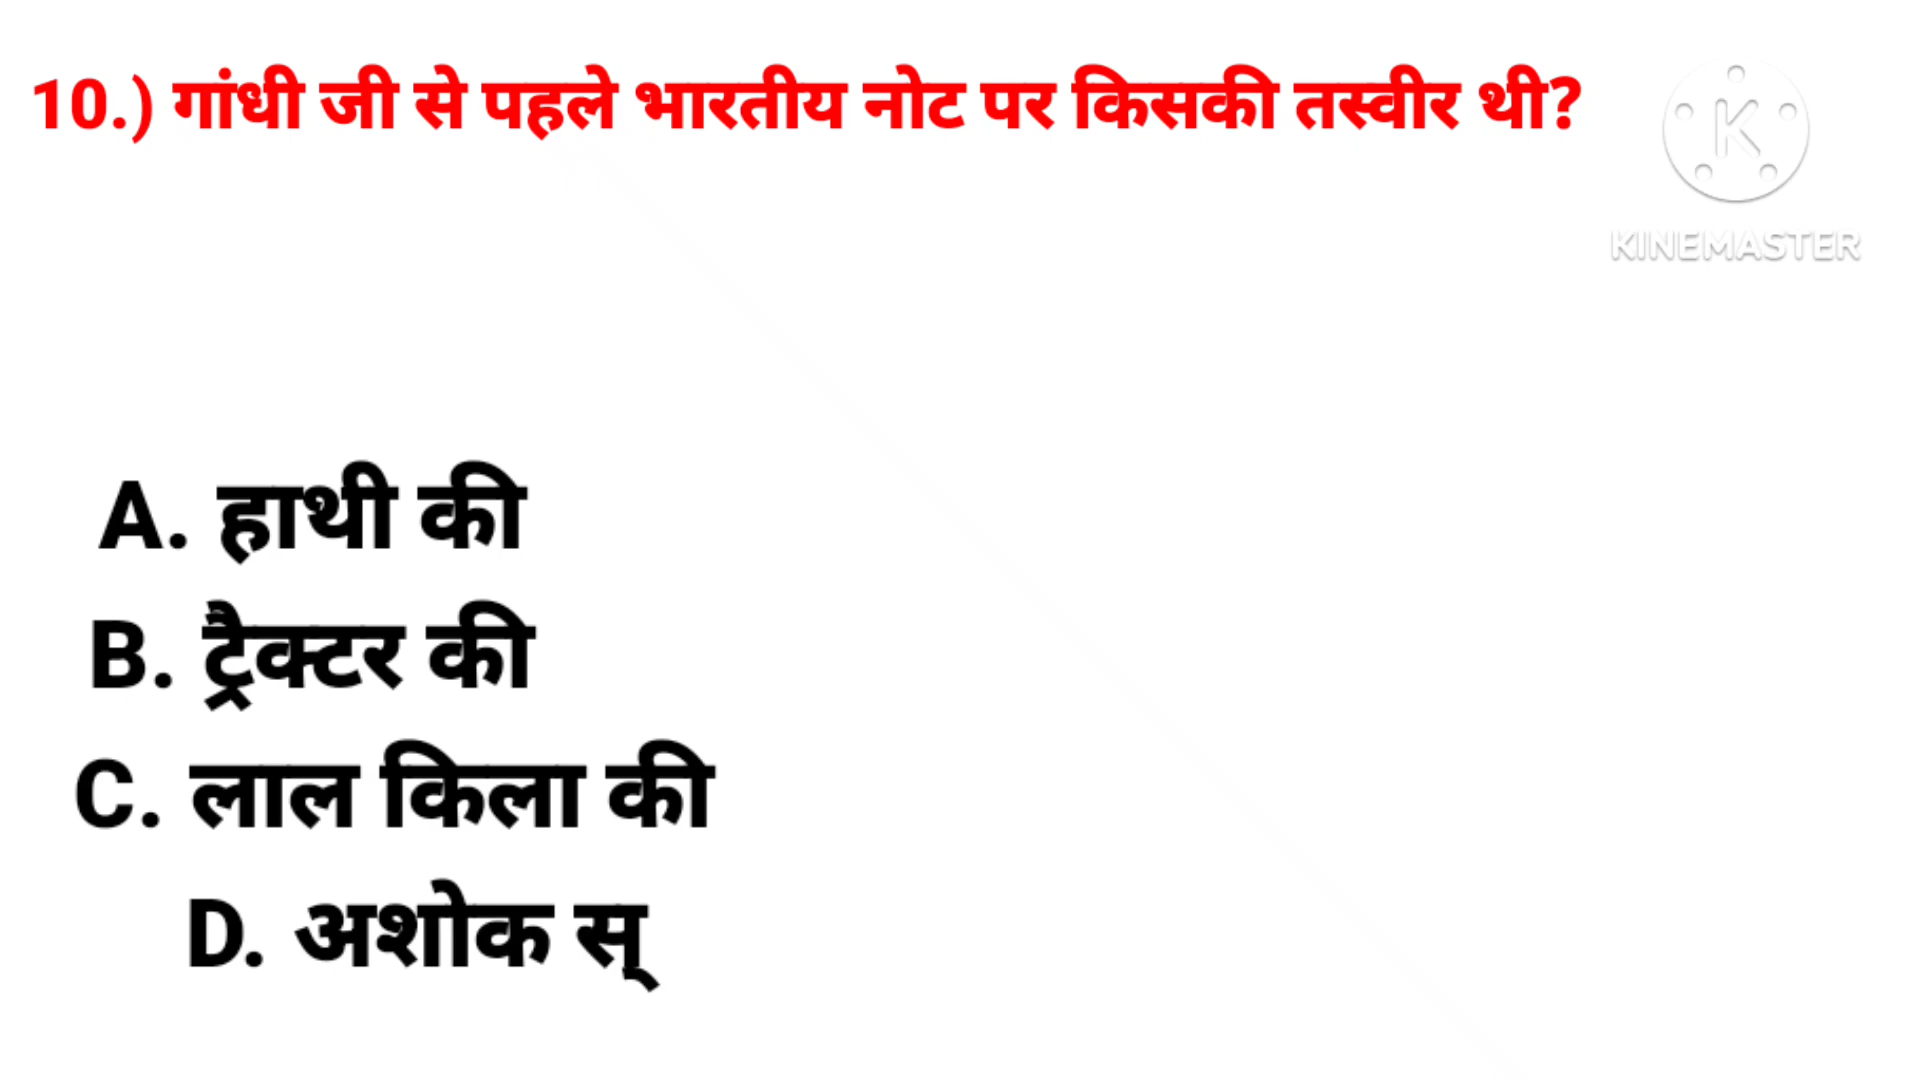 10.) गांधी जी से पहले भारतीय नोट पर किसकी तस्वीर थी?
K
KINEMASTER
A. हाथी की
B. ट्रैक्टर की
C. लाल किला की
D. अशोक स्